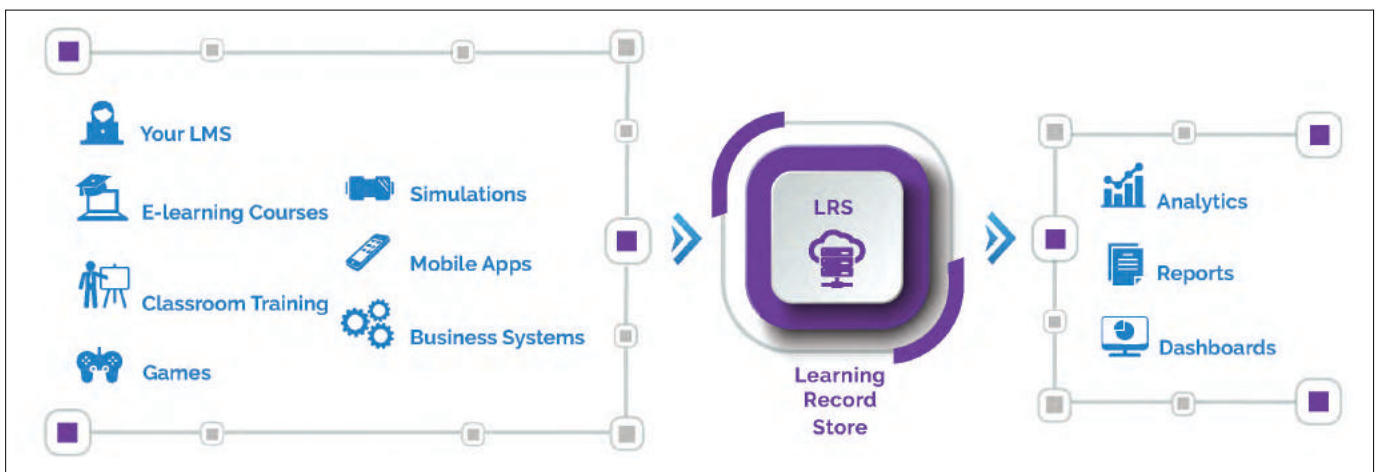 Your LMS
E-learning Courses
Classroom Training
Games
Simulations
Mobile Apps
Business Systems
LRS
Learning
Record
Store
Analytics
Reports
Dashboards